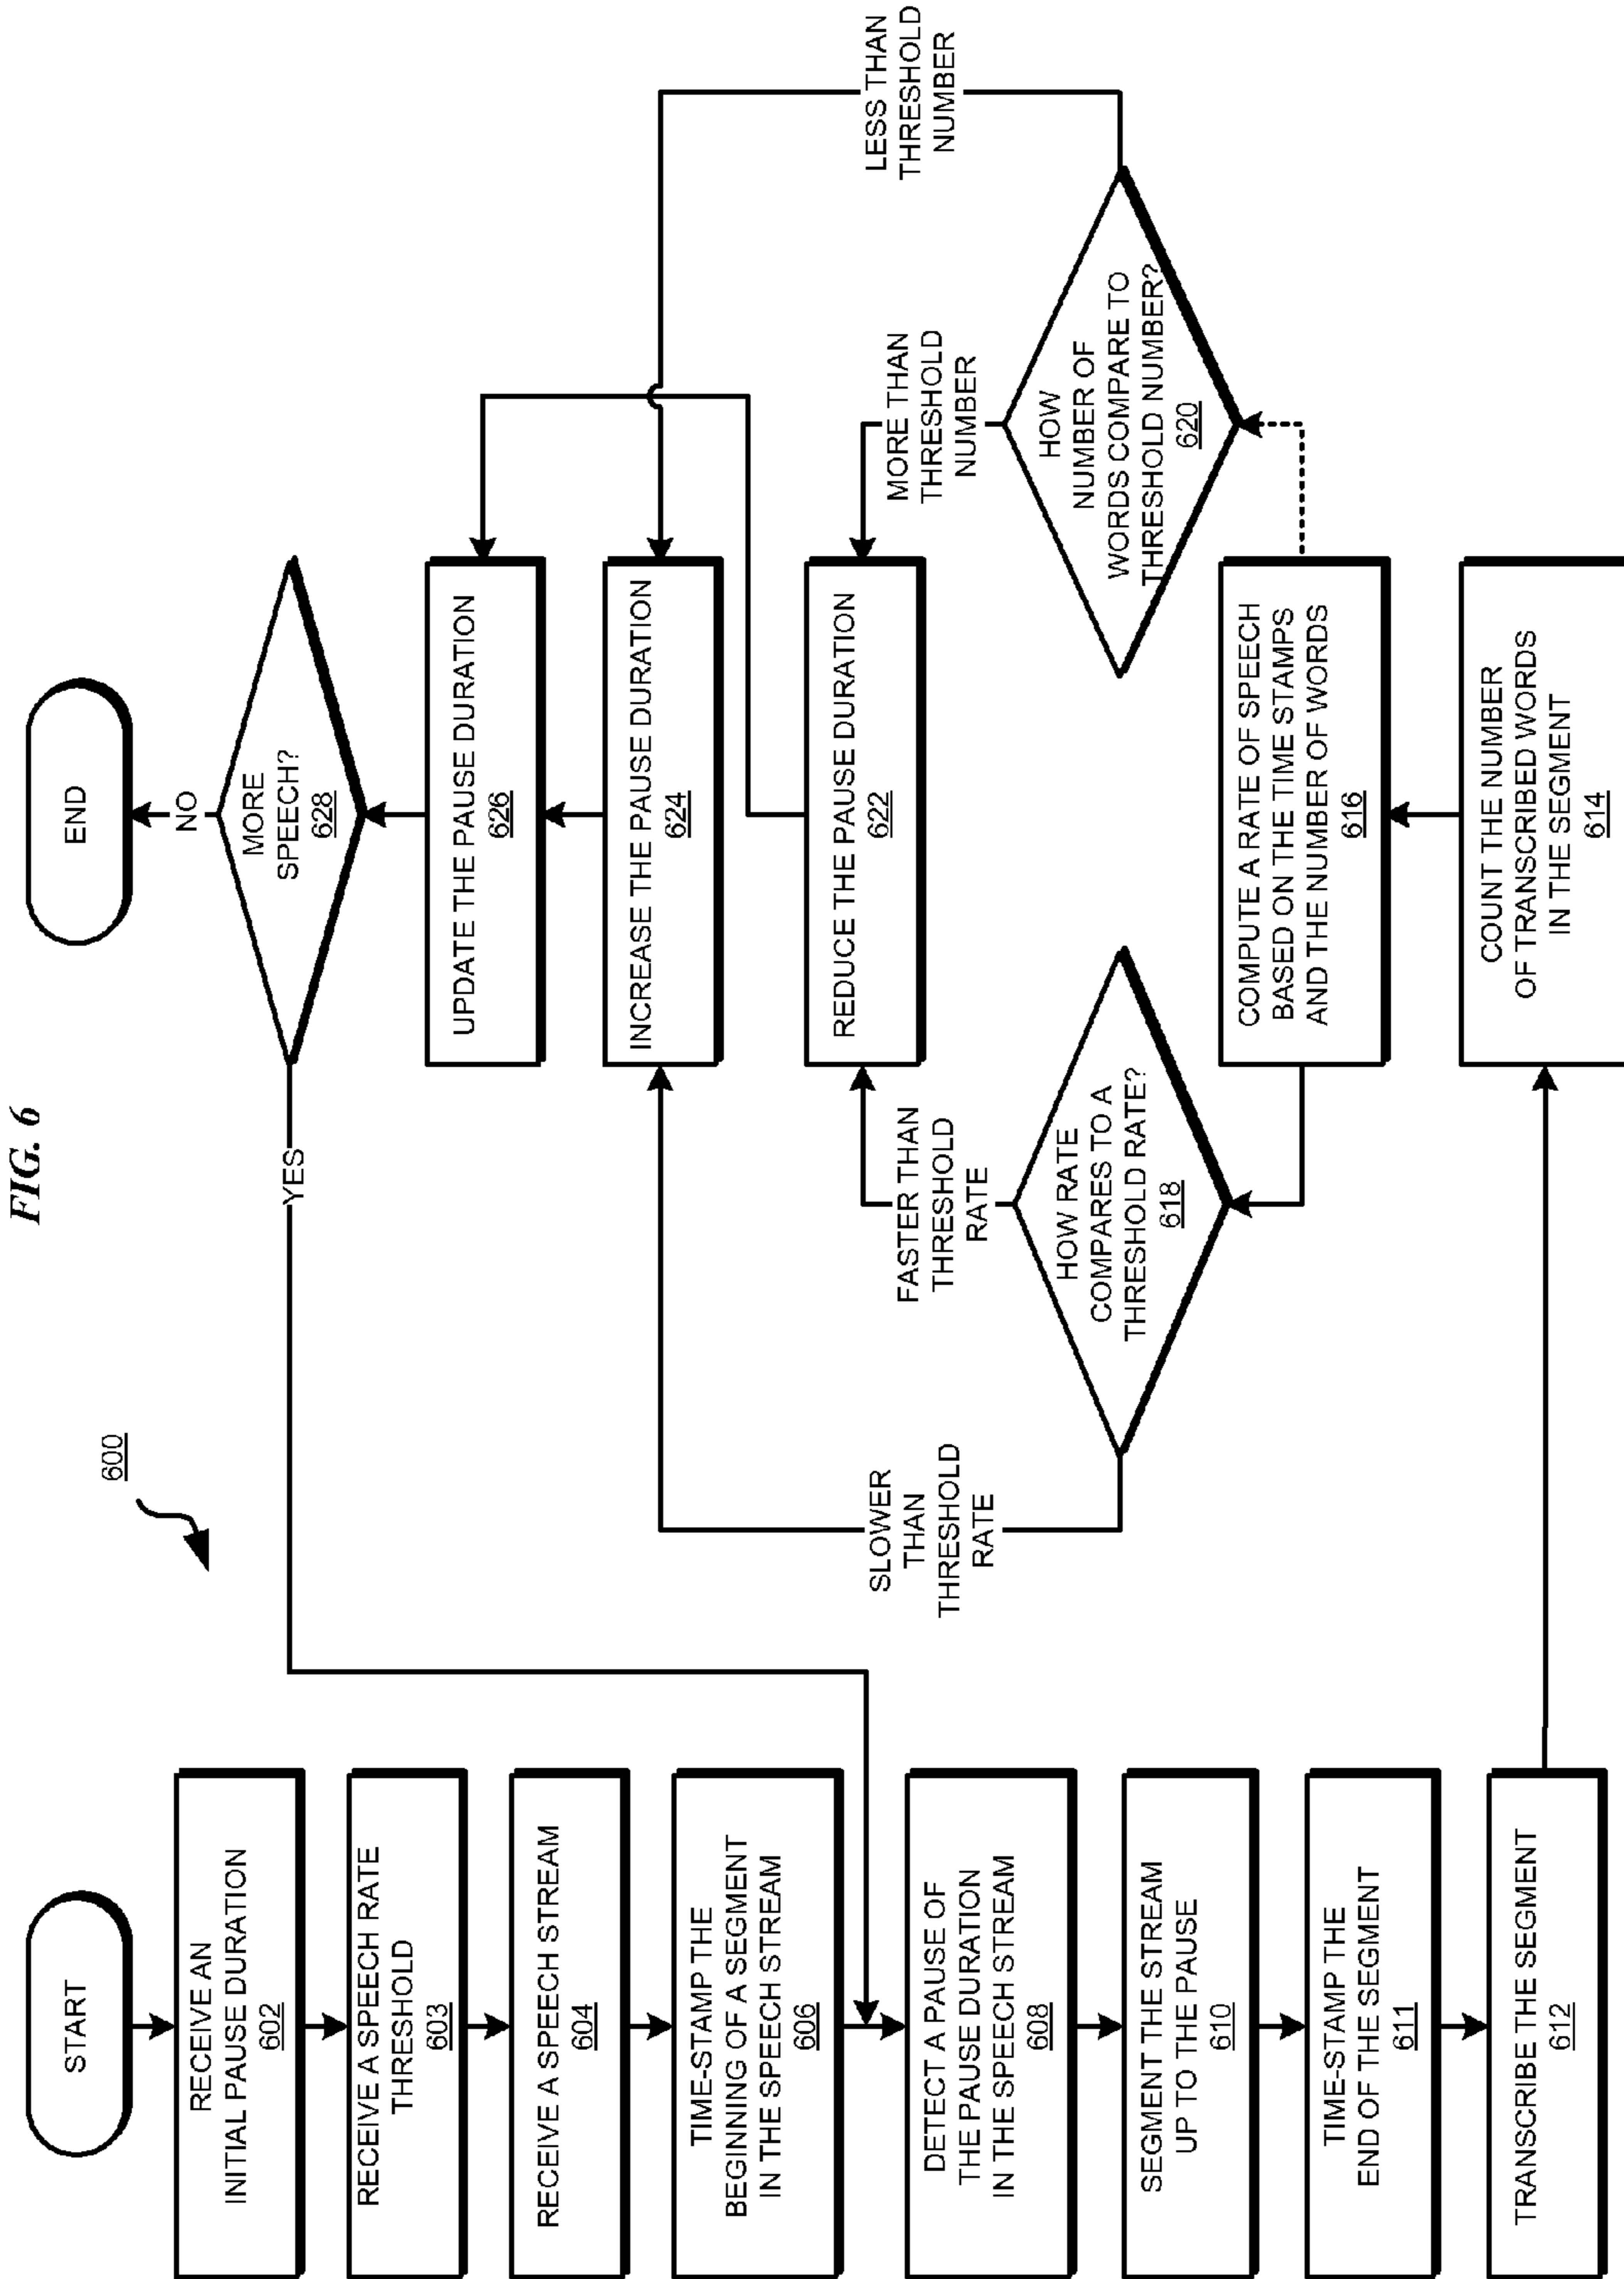 FIG. 6
600
START
RECEIVE AN
INITIAL PAUSE DURATION
602
RECEIVE A SPEECH RATE
THRESHOLD
603
RECEIVE A SPEECH STREAM
604
TIME-STAMP THE
BEGINNING OF A SEGMENT
IN THE SPEECH STREAM
606
DETECT A PAUSE OF
THE PAUSE DURATION
IN THE SPEECH STREAM
608
SEGMENT THE STREAM
UP TO THE PAUSE
610
TIME-STAMP THE
END OF THE SEGMENT
611
TRANSCRIBE THE SEGMENT
612
COUNT THE NUMBER
OF TRANSCRIBED WORDS
IN THE SEGMENT
614
COMPUTE A RATE OF SPEECH
BASED ON THE TIME STAMPS
AND THE NUMBER OF WORDS
616
HOW RATE
COMPARES TO A
THRESHOLD RATE?
618
SLOWER
THAN
THRESHOLD
RATE
FASTER THAN
THRESHOLD
RATE
HOW
NUMBER OF
WORDS COMPARE TO
THRESHOLD NUMBER?
620
MORE THAN
THRESHOLD
NUMBER
LESS THAN
THRESHOLD
NUMBER
REDUCE THE PAUSE DURATION
622
INCREASE THE PAUSE DURATION
624
UPDATE THE PAUSE DURATION
626
MORE
SPEECH?
628
YES
NO
END